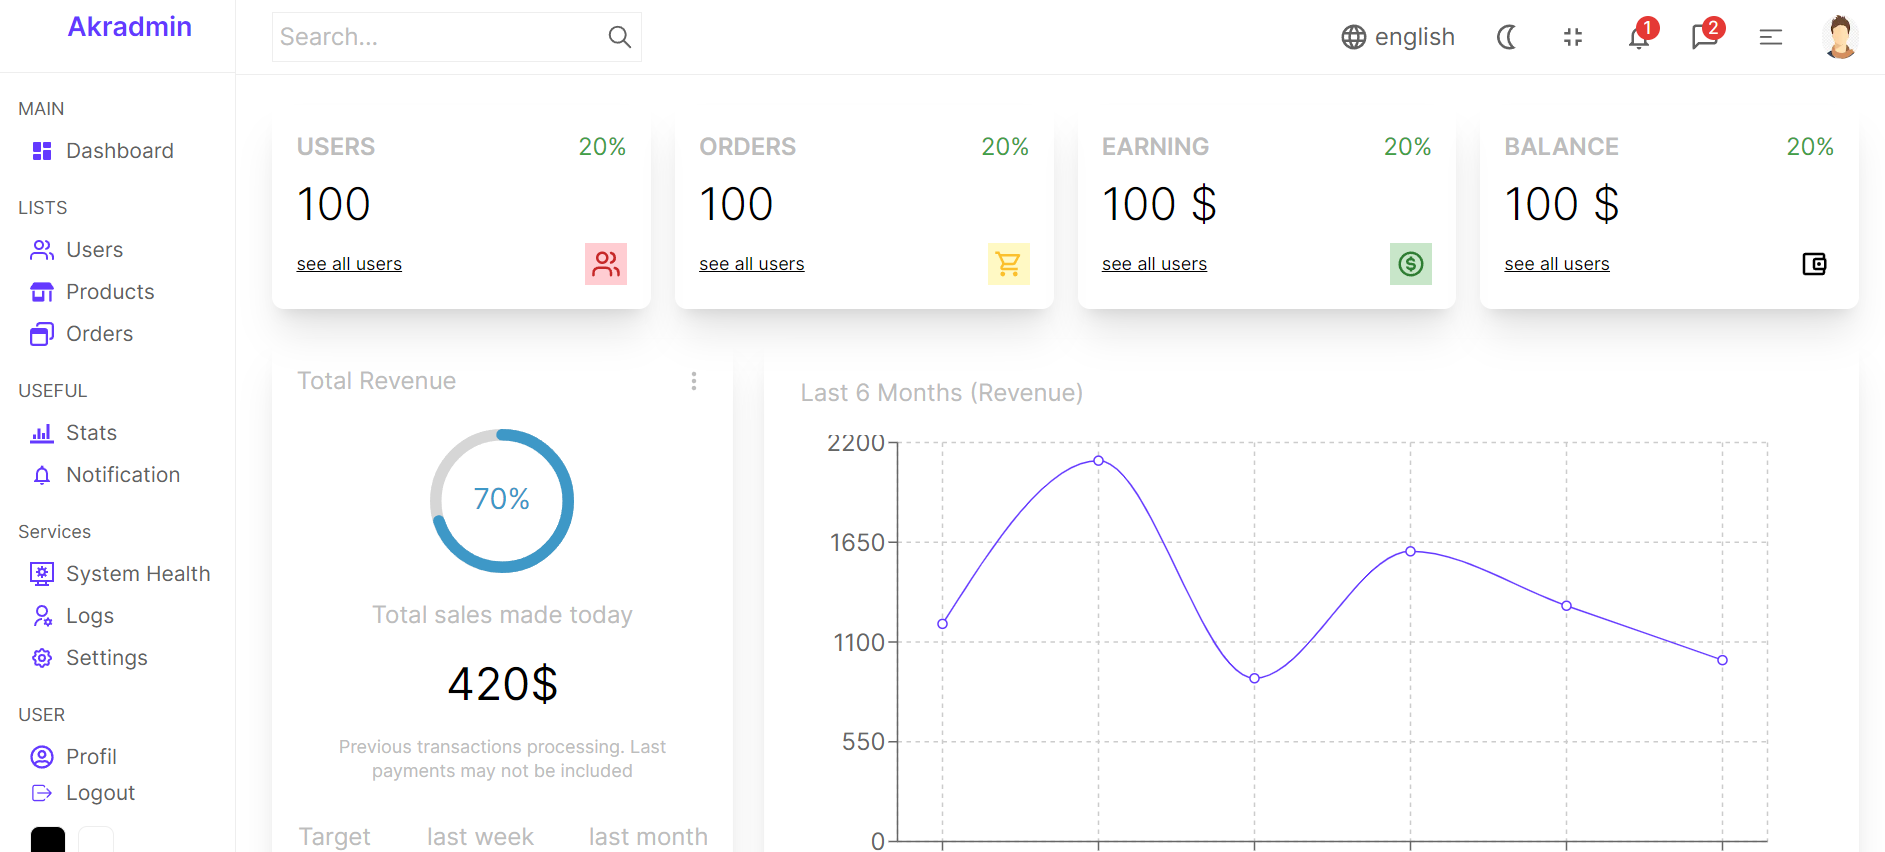 Akradmin
Search...
english
1
2
MAIN
Dashboard
LISTS
Users
Products
Orders
USEFUL
Stats
Notification
Services
System Health
Logs
Settings
USER
Profil
Logout
USERS 20%
100
see all users
ORDERS 20%
100
see all users
EARNING 20%
100 $
see all users
BALANCE 20%
100 $
see all users
Total Revenue
70%
Total sales made today
420$
Previous transactions processing. Last
payments may not be included
Target last week last month
Last 6 Months (Revenue)
2200
1650
1100
550
0